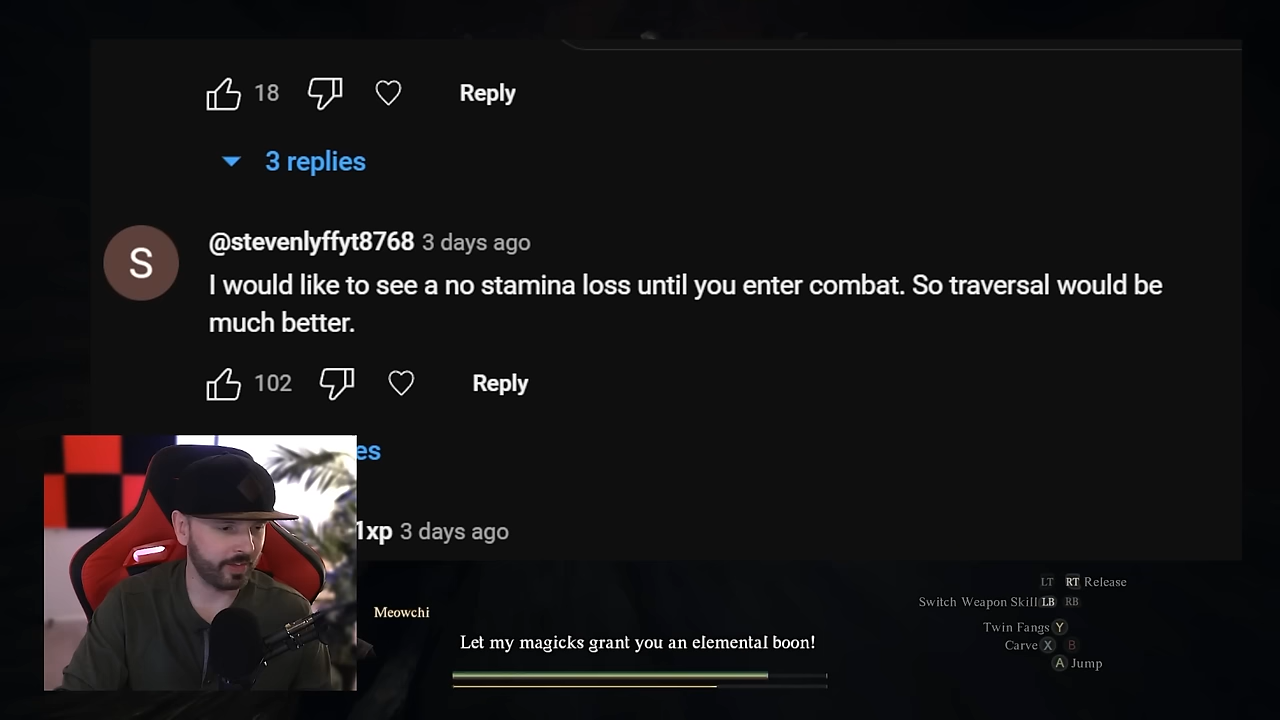 18 Reply
3 replies
S
@stevenlyffyt8768 3 days ago
I would like to see a no stamina loss until you enter combat. So traversal would be
much better.
102 Reply
es
1xp 3 days ago
LT RT Release
Switch Weapon Skill LB RB
Meowchi
Twin Fangs Y
Let my magicks grant you an elemental boon!
Carve X B
A Jump